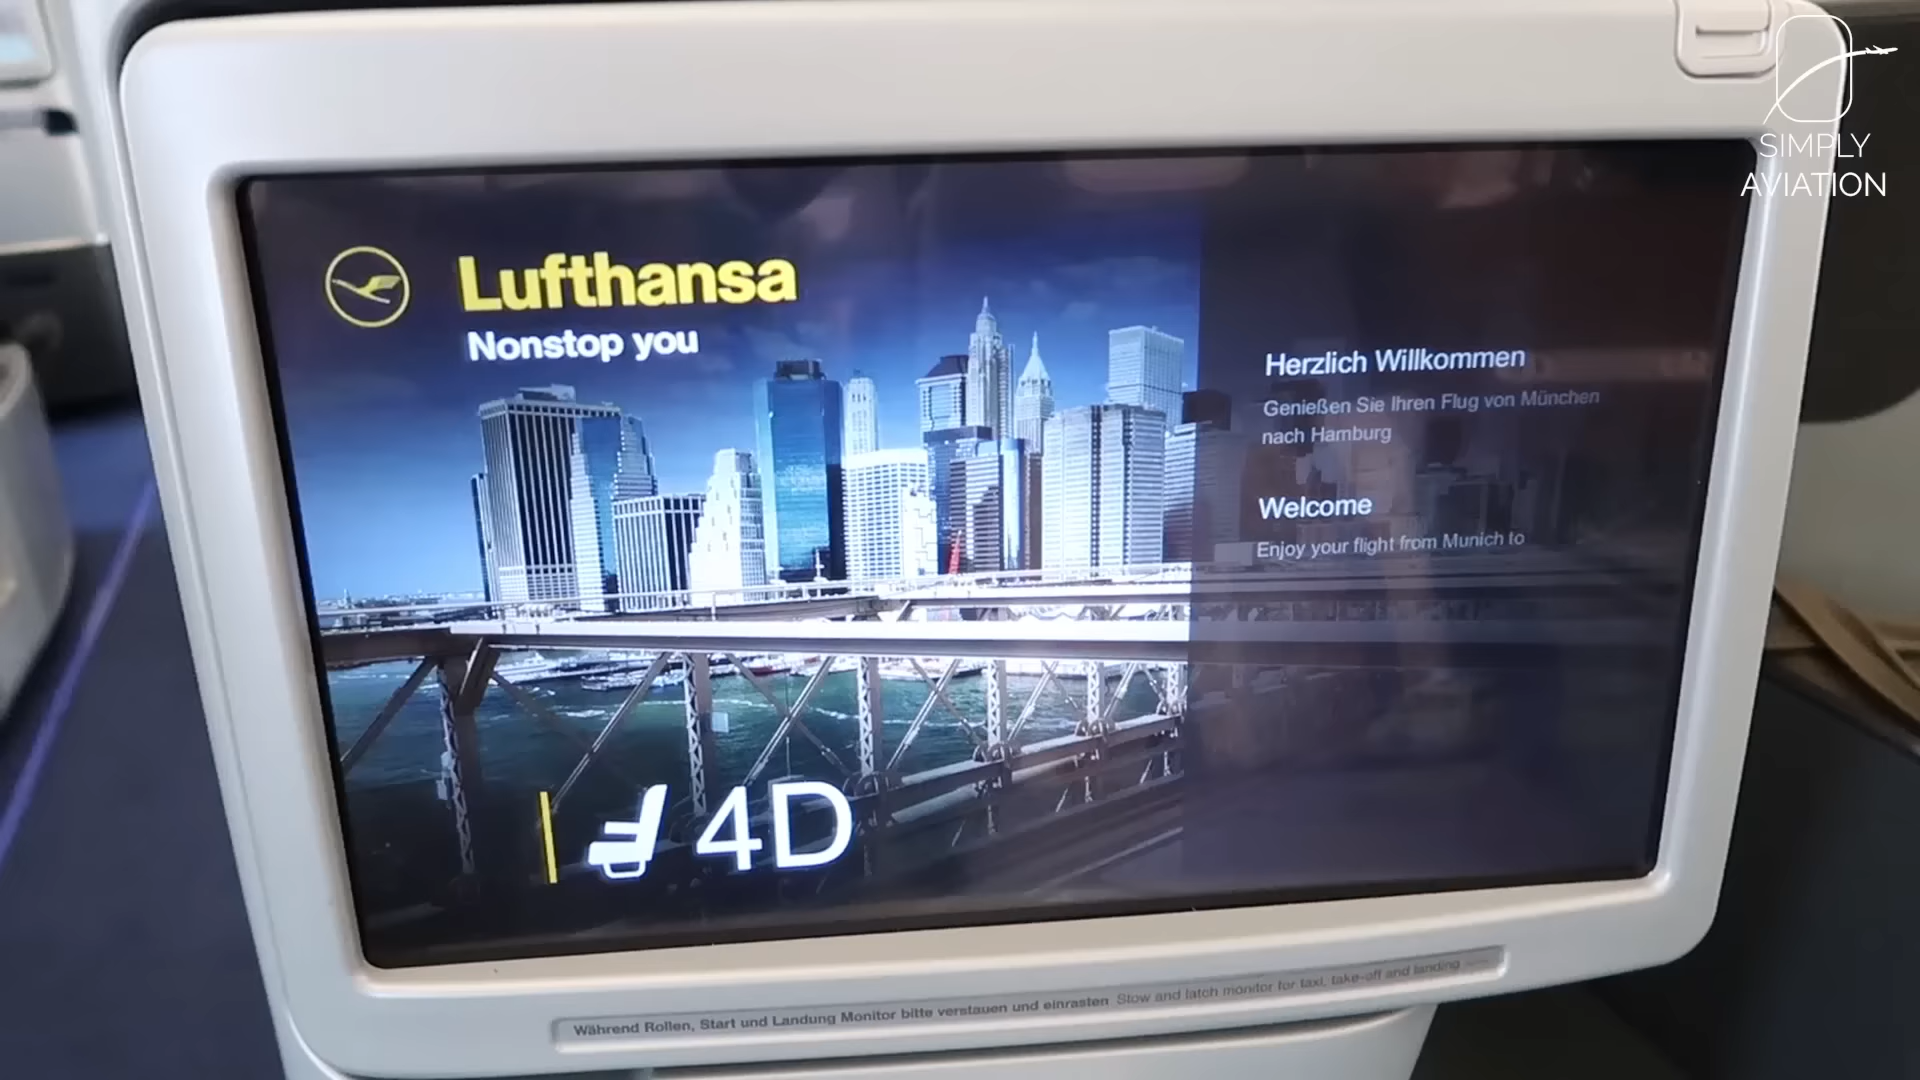 SIMPLY
AVIATION
Lufthansa
Nonstop you
Herzlich Willkommen
Genießen Sie Ihren Flug von München
nach Hamburg
Welcome
Enjoy your flight from Munich to
4D
Während Rollen, Start und Landung Monitor bitte verstauen und einrasten Stow and latch monitor for taxi, take-off and landing